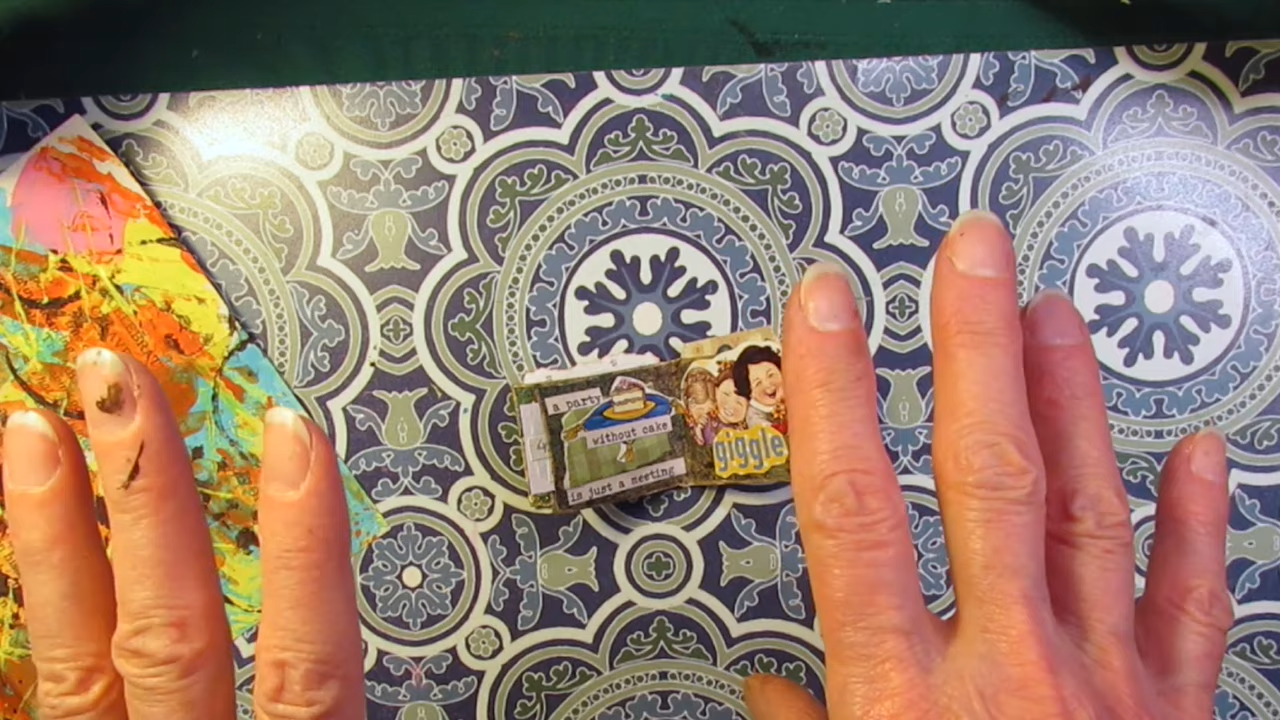 a party
without cake
is just a meeting
giggle